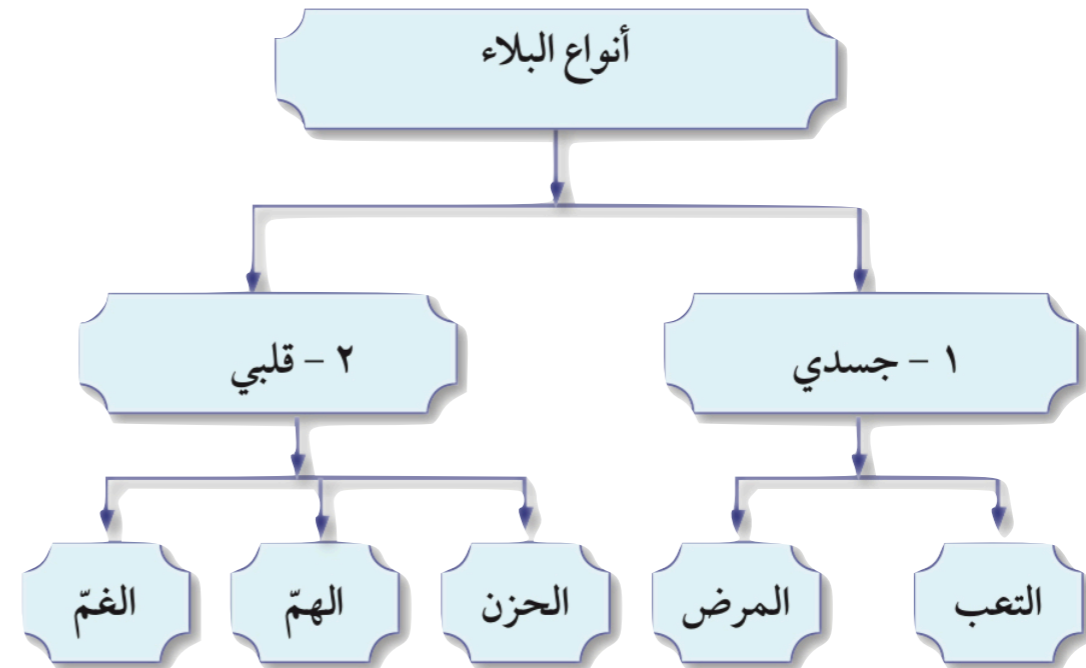 أنواع البلاء
١ - جسدي
٢ - قلبي
التعب
المرض
الحزن
الهمّ
الغمّ